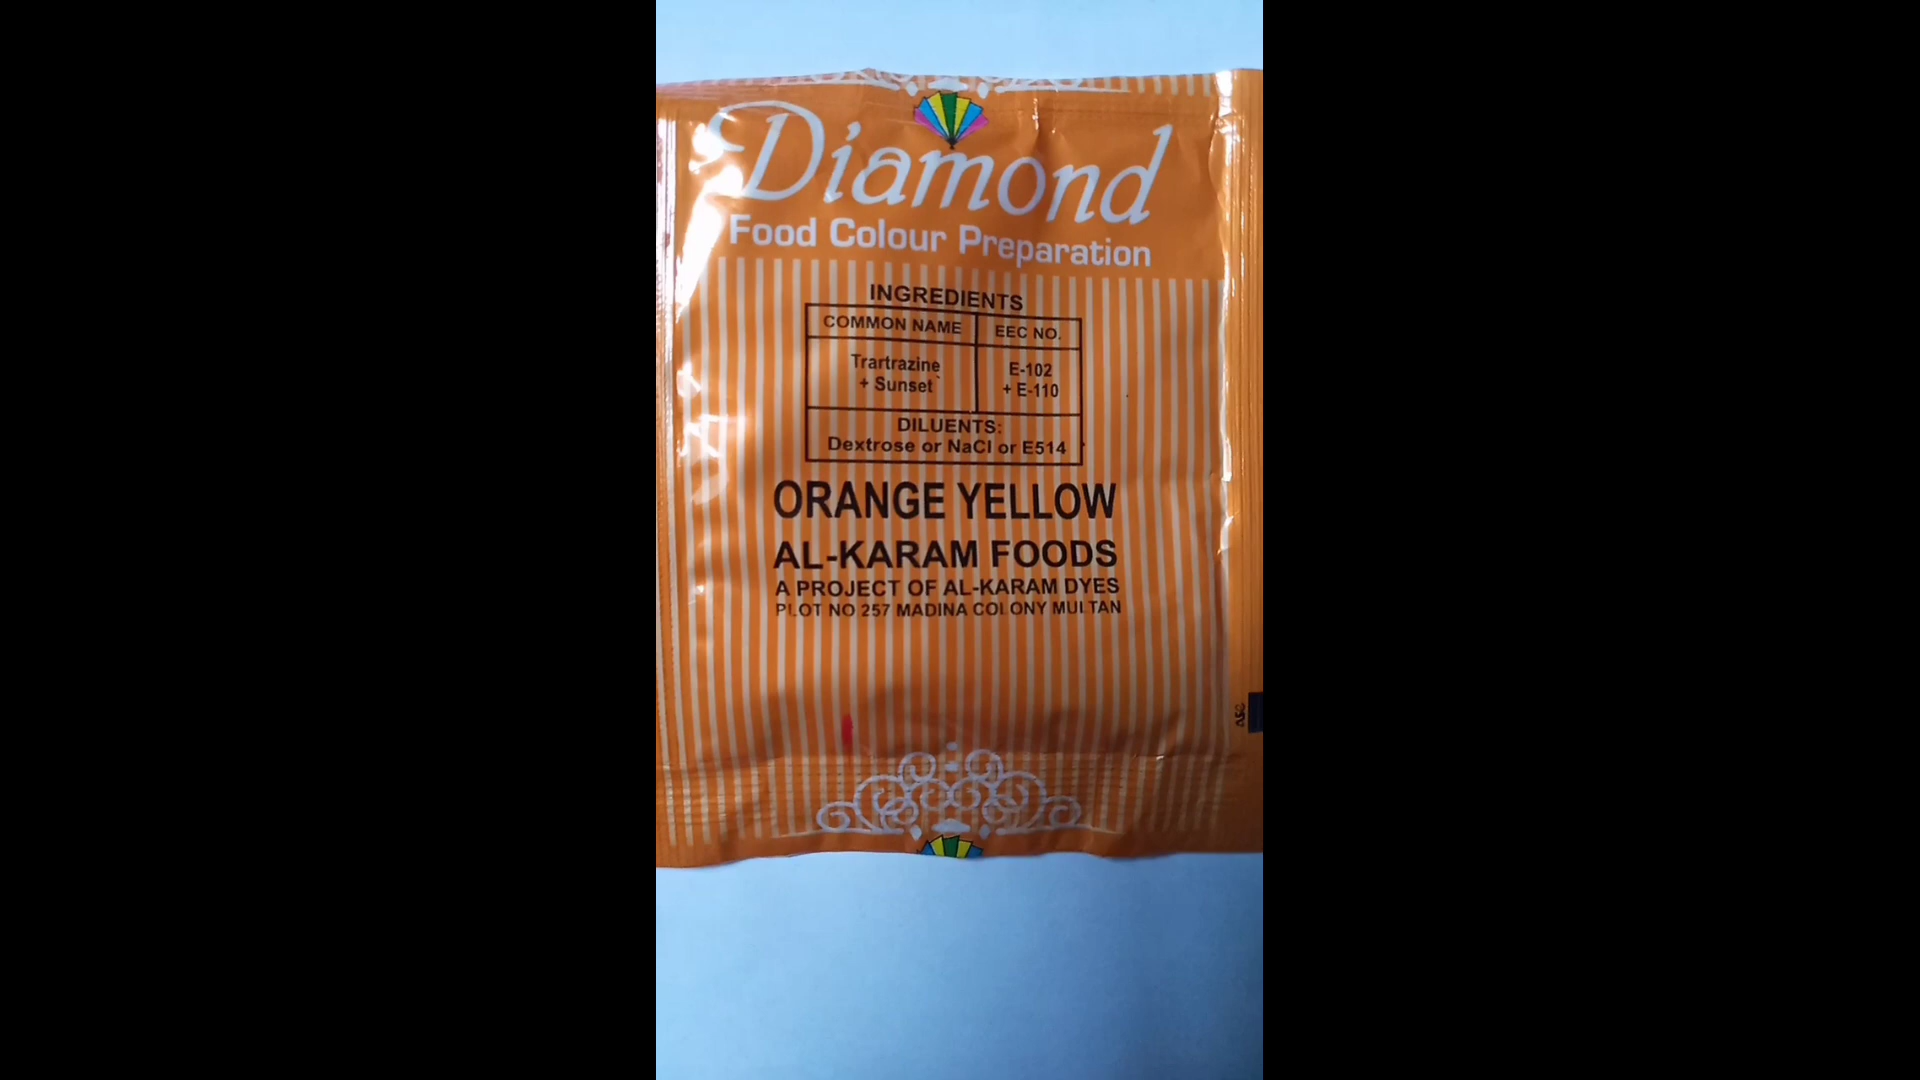 Diamond
Food Colour Preparation
INGREDIENTS
COMMON NAME EEC NO.
Trartrazine E-102
+ Sunset + E-110
DILUENTS:
Dextrose or NaCl or E514
ORANGE YELLOW
AL-KARAM FOODS
A PROJECT OF AL-KARAM DYES
PLOT NO 257 MADINA COLONY MULTAN